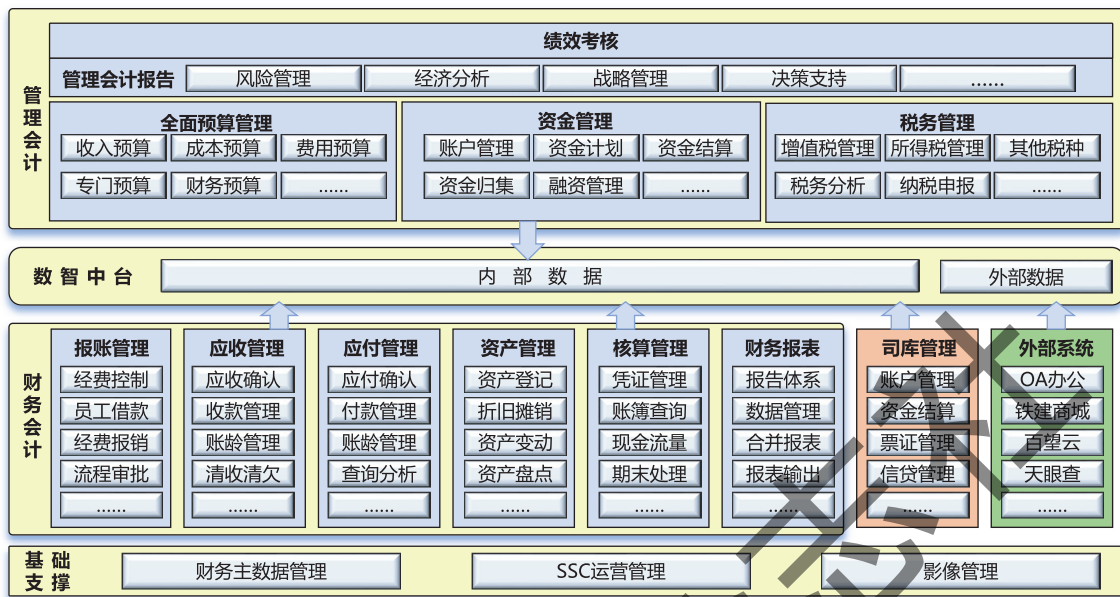 绩效考核
管理会计
管理会计报告 风险管理 经济分析 战略管理 决策支持 ......
全面预算管理 资金管理 税务管理
收入预算 成本预算 费用预算 账户管理 资金计划 资金结算 增值税管理 所得税管理 其他税种
专门预算 财务预算 ...... 资金归集 融资管理 ...... 税务分析 纳税申报 ......
数智中台 内部数据 外部数据
财务会计
报账管理 应收管理 应付管理 资产管理 核算管理 财务报表 司库管理 外部系统
经费控制 应收确认 应付确认 资产登记 凭证管理 报告体系 账户管理 OA办公
员工借款 收款管理 付款管理 折旧摊销 账簿查询 数据管理 资金结算 铁建商城
经费报销 账龄管理 账龄管理 资产变动 现金流量 合并报表 票证管理 百望云
流程审批 清收清欠 查询分析 资产盘点 期末处理 报表输出 信贷管理 天眼查
...... ...... ...... ...... ...... ...... ...... ......
基础
支撑 财务主数据管理 SSC运营管理 影像管理
志社